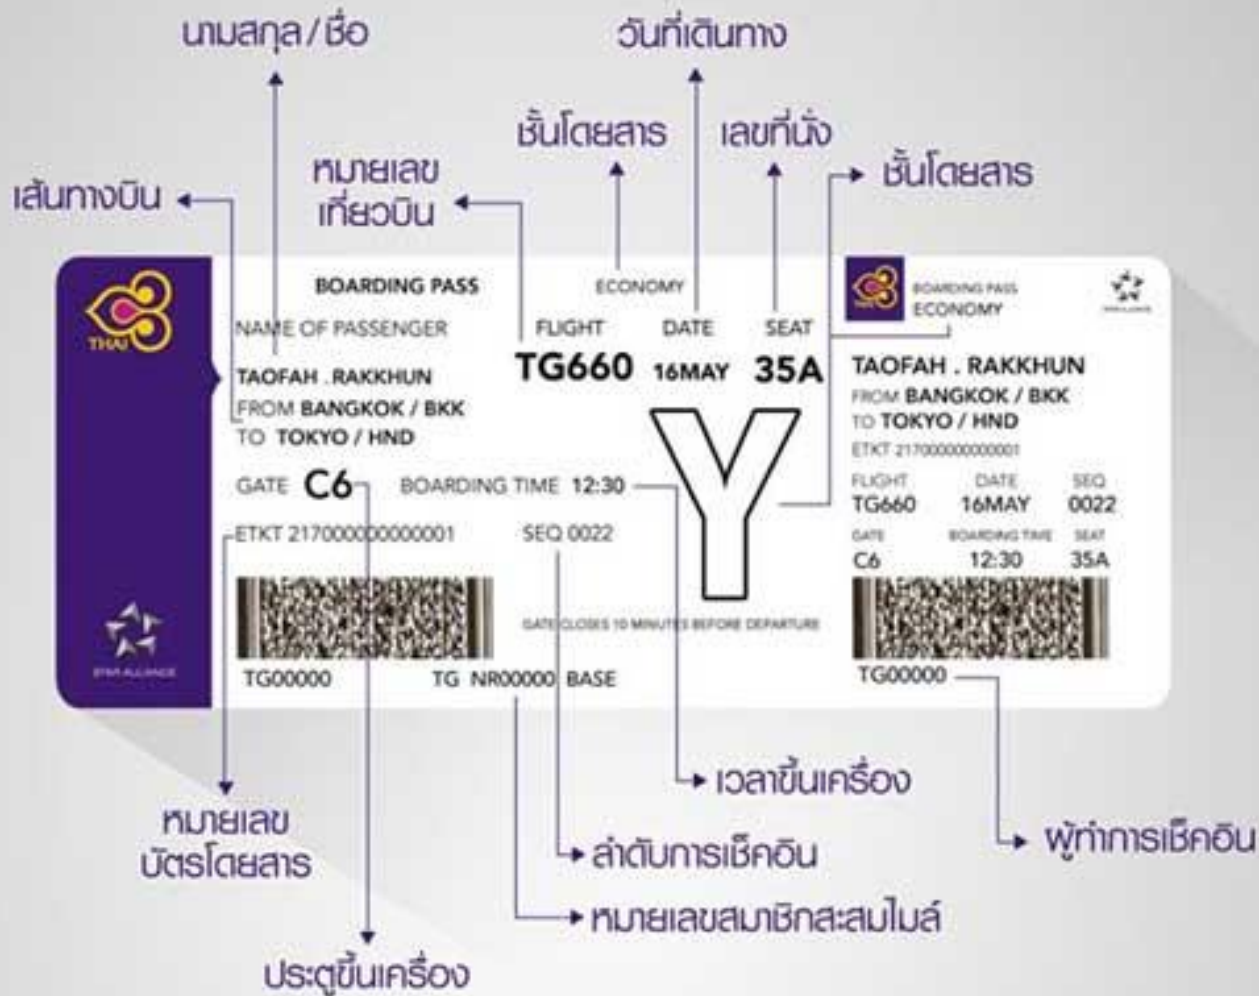 นามสกุล / ชื่อ
วันที่เดินทาง
ชั้นโดยสาร
เลขที่นั่ง
หมายเลข
เที่ยวบิน
ชั้นโดยสาร
เส้นทางบิน
THAI
BOARDING PASS
ECONOMY
NAME OF PASSENGER
FLIGHT
DATE
SEAT
TG660
16MAY
35A
TAOFAH . RAKKHUN
FROM BANGKOK / BKK
TO TOKYO / HND
GATE C6
BOARDING TIME 12:30
Y
ETKT 2170000000000001
SEQ 0022
GATE CLOSES 10 MINUTES BEFORE DEPARTURE
STAR ALLIANCE
TG00000
TG NR00000 BASE
BOARDING PASS
ECONOMY
STAR ALLIANCE
TAOFAH . RAKKHUN
FROM BANGKOK / BKK
TO TOKYO / HND
ETKT 2170000000000001
FLIGHT DATE SEQ
TG660 16MAY 0022
GATE BOARDING TIME SEAT
C6 12:30 35A
TG00000
เวลาขึ้นเครื่อง
หมายเลข
บัตรโดยสาร
ลำดับการเช็คอิน
ผู้ทำการเช็คอิน
หมายเลขสมาชิกสะสมไมล์
ประตูขึ้นเครื่อง